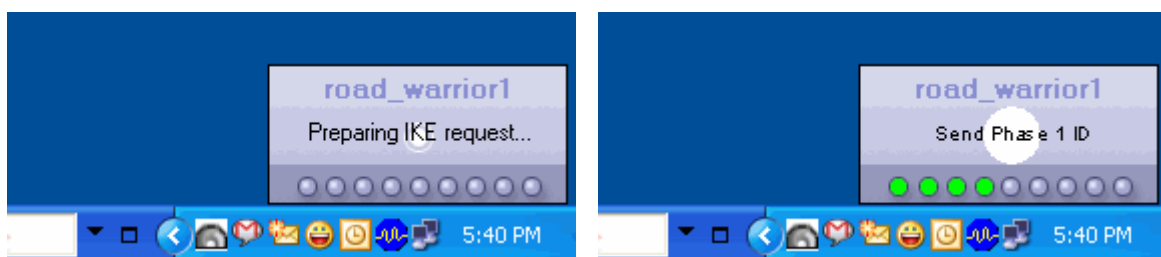 road_warrior1
Preparing IKE request...
5:40 PM
road_warrior1
Send Phase 1 ID
5:40 PM